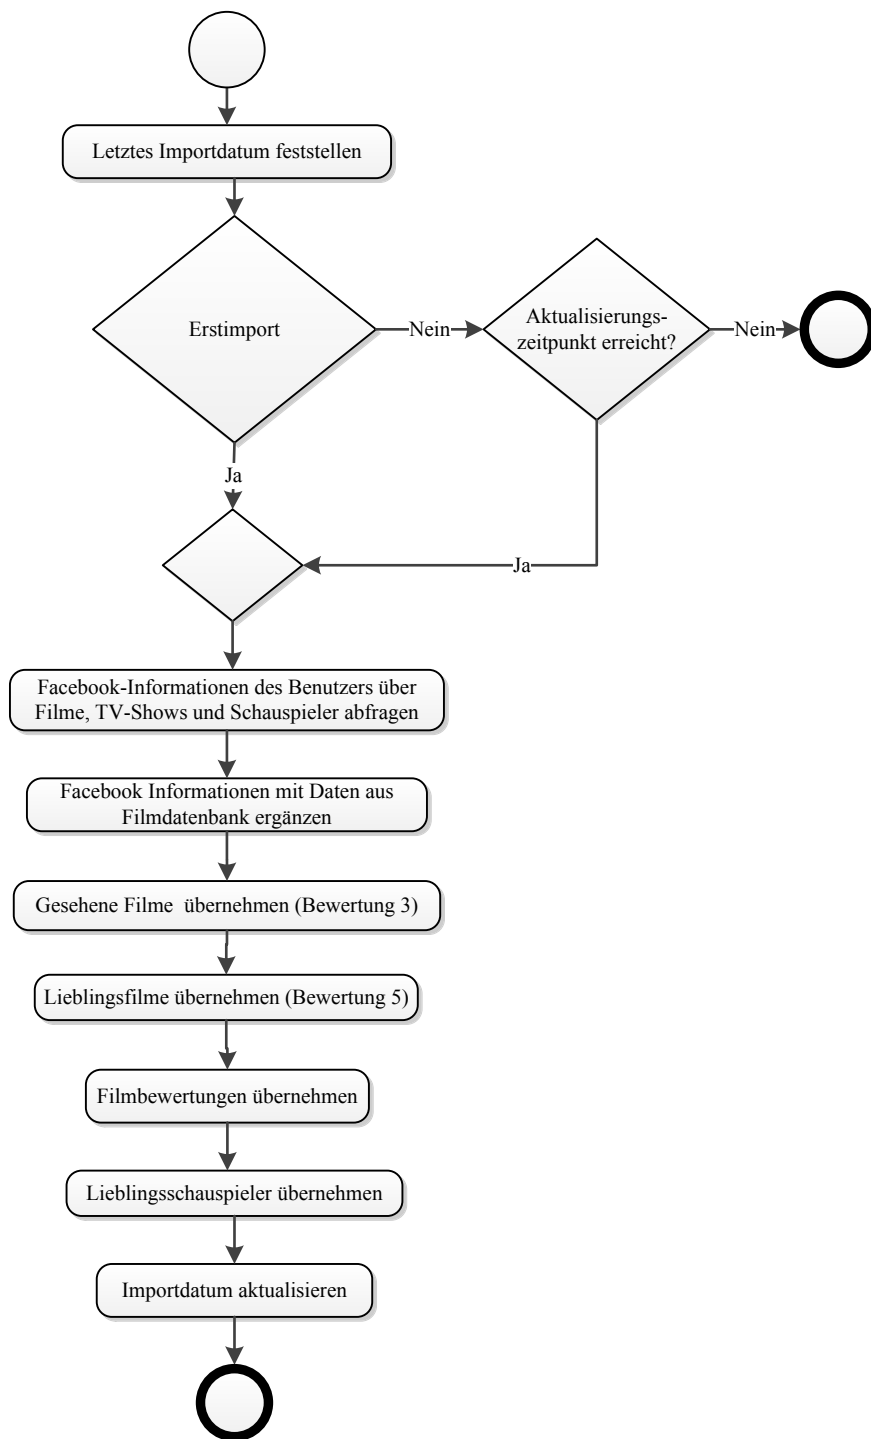 Letztes Importdatum feststellen
Erstimport
Nein
Aktualisierungs-
zeitpunkt erreicht?
Nein
Ja
Ja
Facebook-Informationen des Benutzers über
Filme, TV-Shows und Schauspieler abfragen
Facebook Informationen mit Daten aus
Filmdatenbank ergänzen
Gesehene Filme  übernehmen (Bewertung 3)
Lieblingsfilme übernehmen (Bewertung 5)
Filmbewertungen übernehmen
Lieblingsschauspieler übernehmen
Importdatum aktualisieren